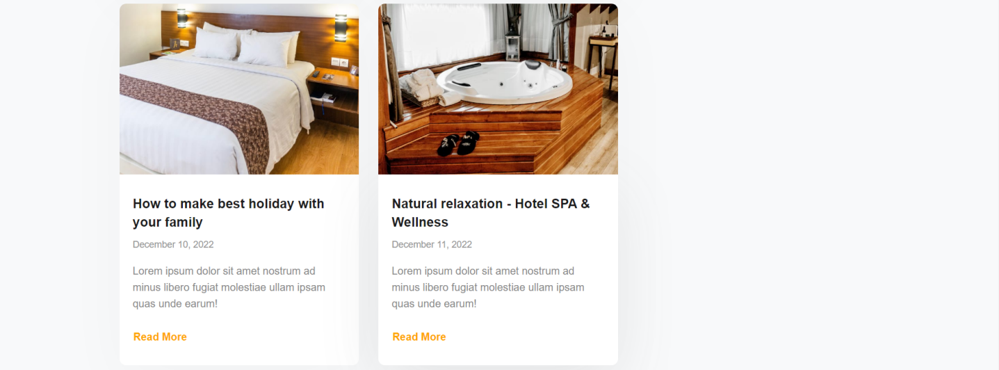 How to make best holiday with
your family
December 10, 2022
Lorem ipsum dolor sit amet nostrum ad
minus libero fugiat molestiae ullam ipsam
quas unde earum!
Read More
Natural relaxation - Hotel SPA &
Wellness
December 11, 2022
Lorem ipsum dolor sit amet nostrum ad
minus libero fugiat molestiae ullam ipsam
quas unde earum!
Read More